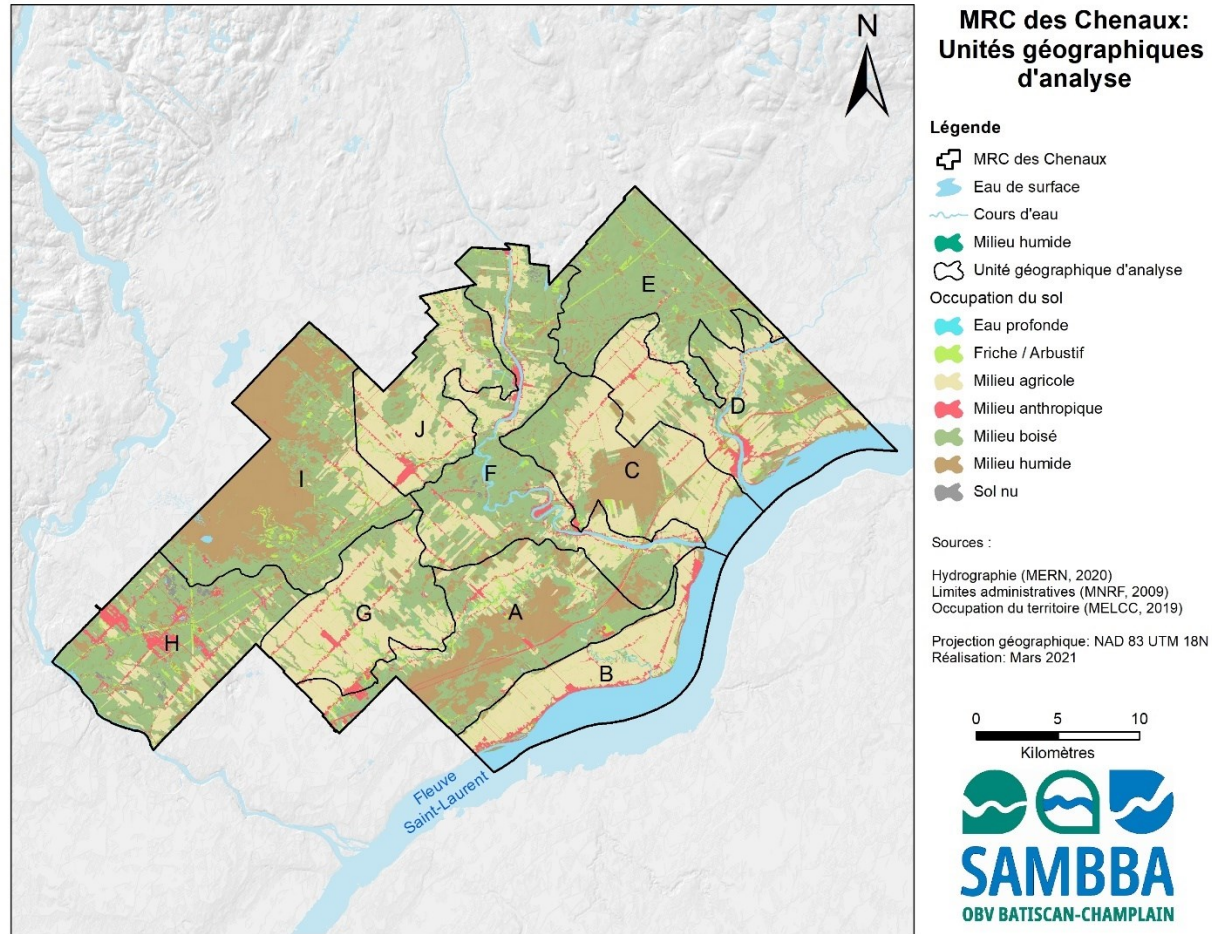 MRC des Chenaux:
Unités géographiques
d'analyse
N
Légende
MRC des Chenaux
Eau de surface
Cours d'eau
Milieu humide
Unité géographique d'analyse
Occupation du sol
Eau profonde
Friche / Arbustif
Milieu agricole
Milieu anthropique
Milieu boisé
Milieu humide
Sol nu
Sources :
Hydrographie (MERN, 2020)
Limites administratives (MNRF, 2009)
Occupation du territoire (MELCC, 2019)
Projection géographique: NAD 83 UTM 18N
Réalisation: Mars 2021
0 5 10
Kilomètres
SAMBBA
OBV BATISCAN-CHAMPLAIN
E
D
J
C
F
I
A
G
H
B
Fleuve
Saint-Laurent